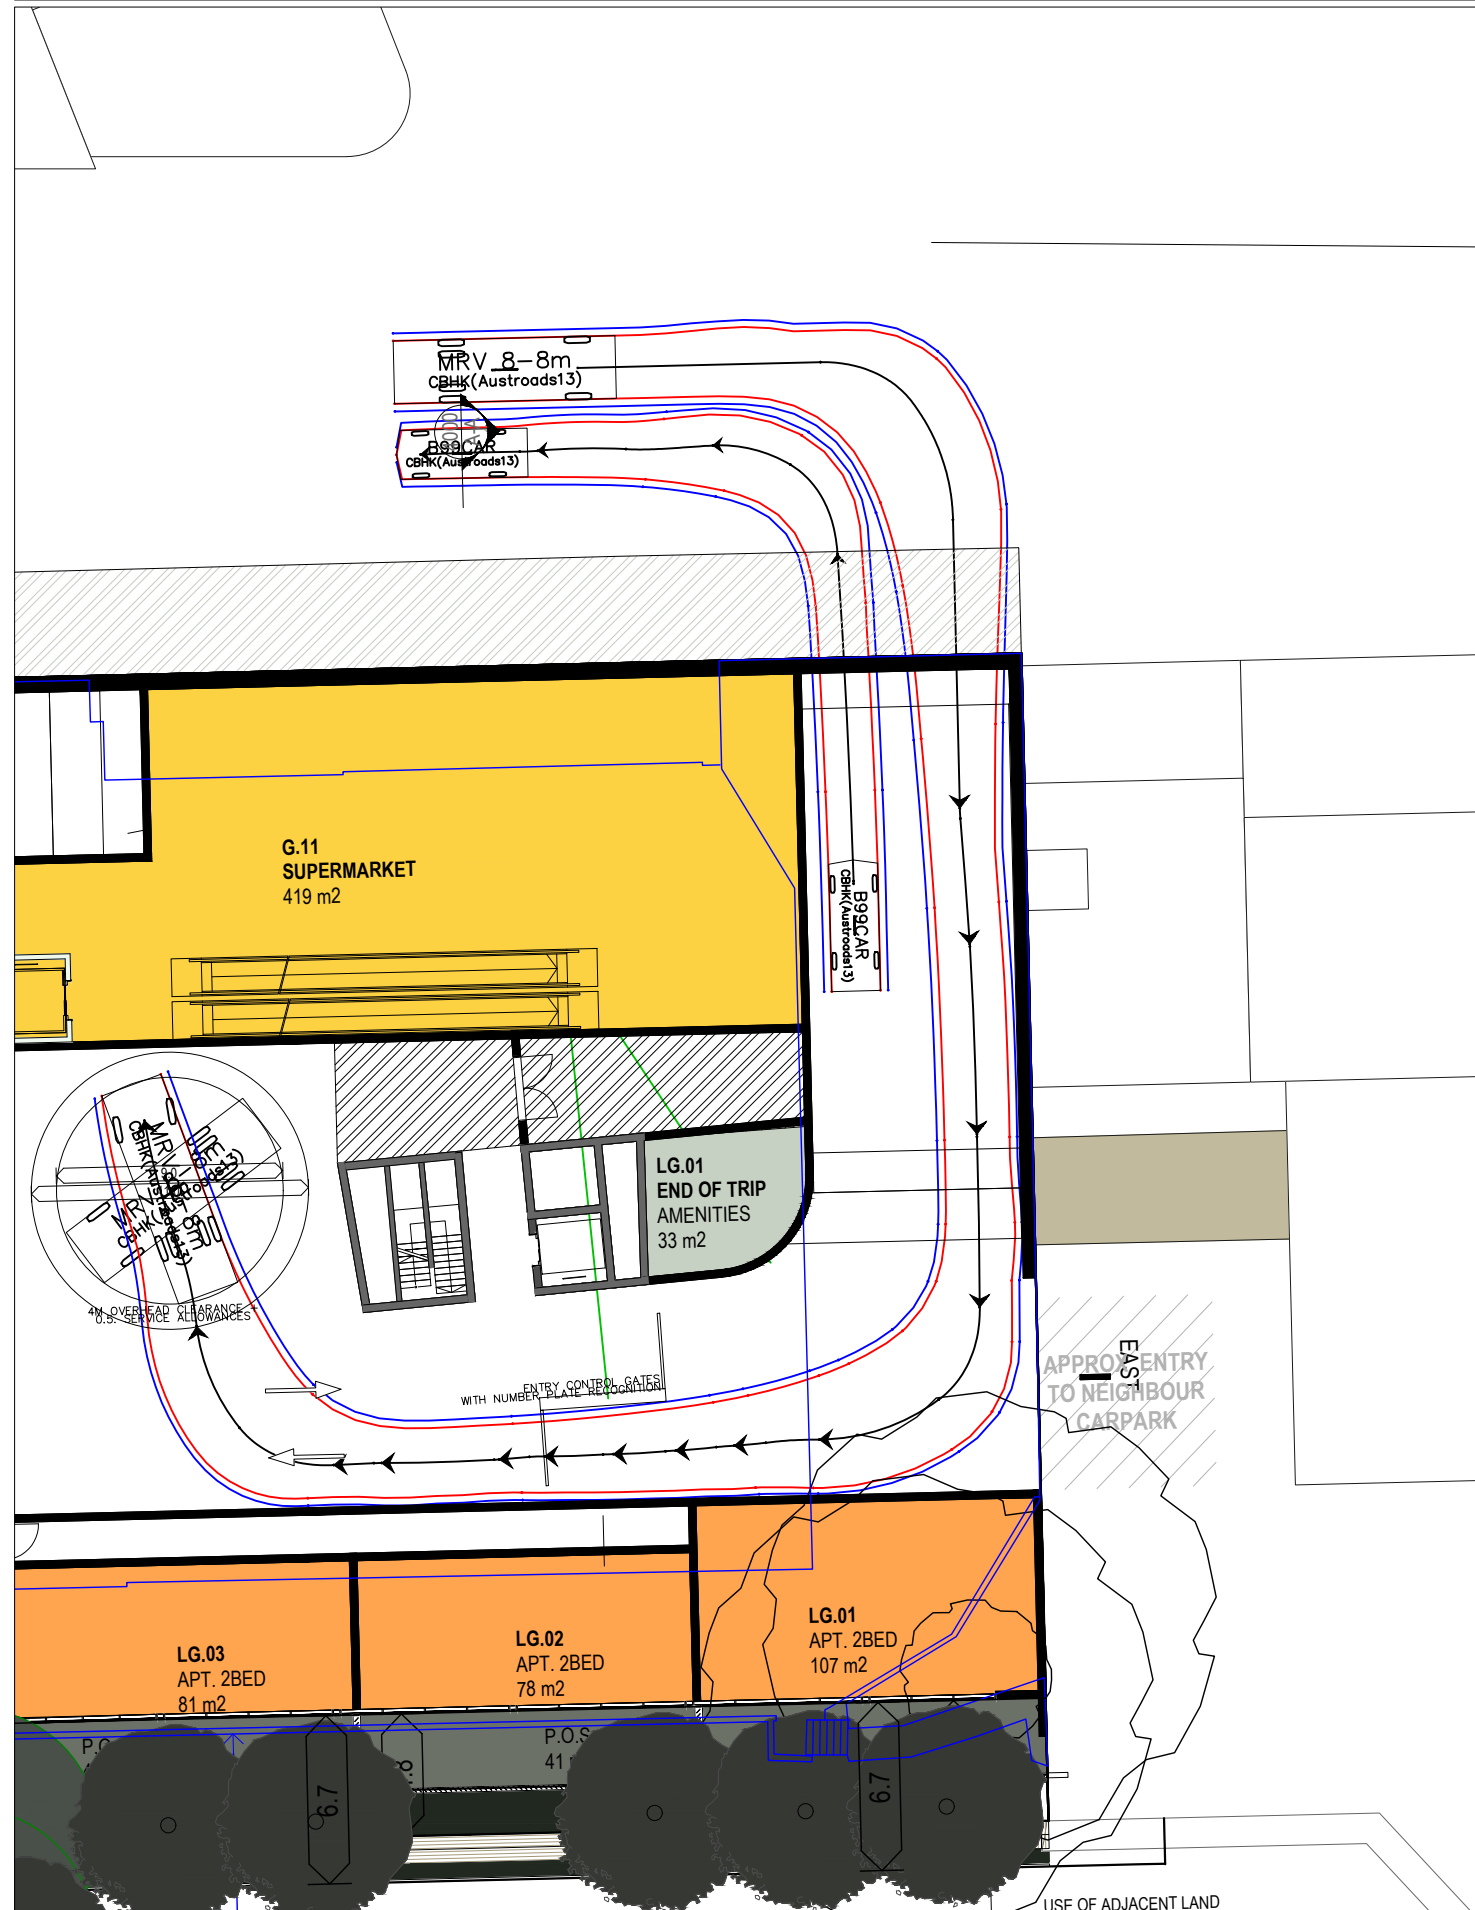 MRV 8-8m
CBHK(Austroads13)
B99CAR
CBHK(Austroads13)
G.11
SUPERMARKET
419 m2
B99CAR
CBHK(Austroads13)
LG.01
END OF TRIP
AMENITIES
33 m2
CBHK(Austroads13)
4M OVERHEAD CLEARANCE +
0.5. SERVICE ALLOWANCES
ENTRY CONTROL GATES
WITH NUMBER PLATE RECOGNITION
EAST
APPROX ENTRY
TO NEIGHBOUR
CARPARK
LG.03
APT. 2BED
81 m2
LG.02
APT. 2BED
78 m2
LG.01
APT. 2BED
107 m2
P.O.S
41
6.7
6.7
USE OF ADJACENT LAND